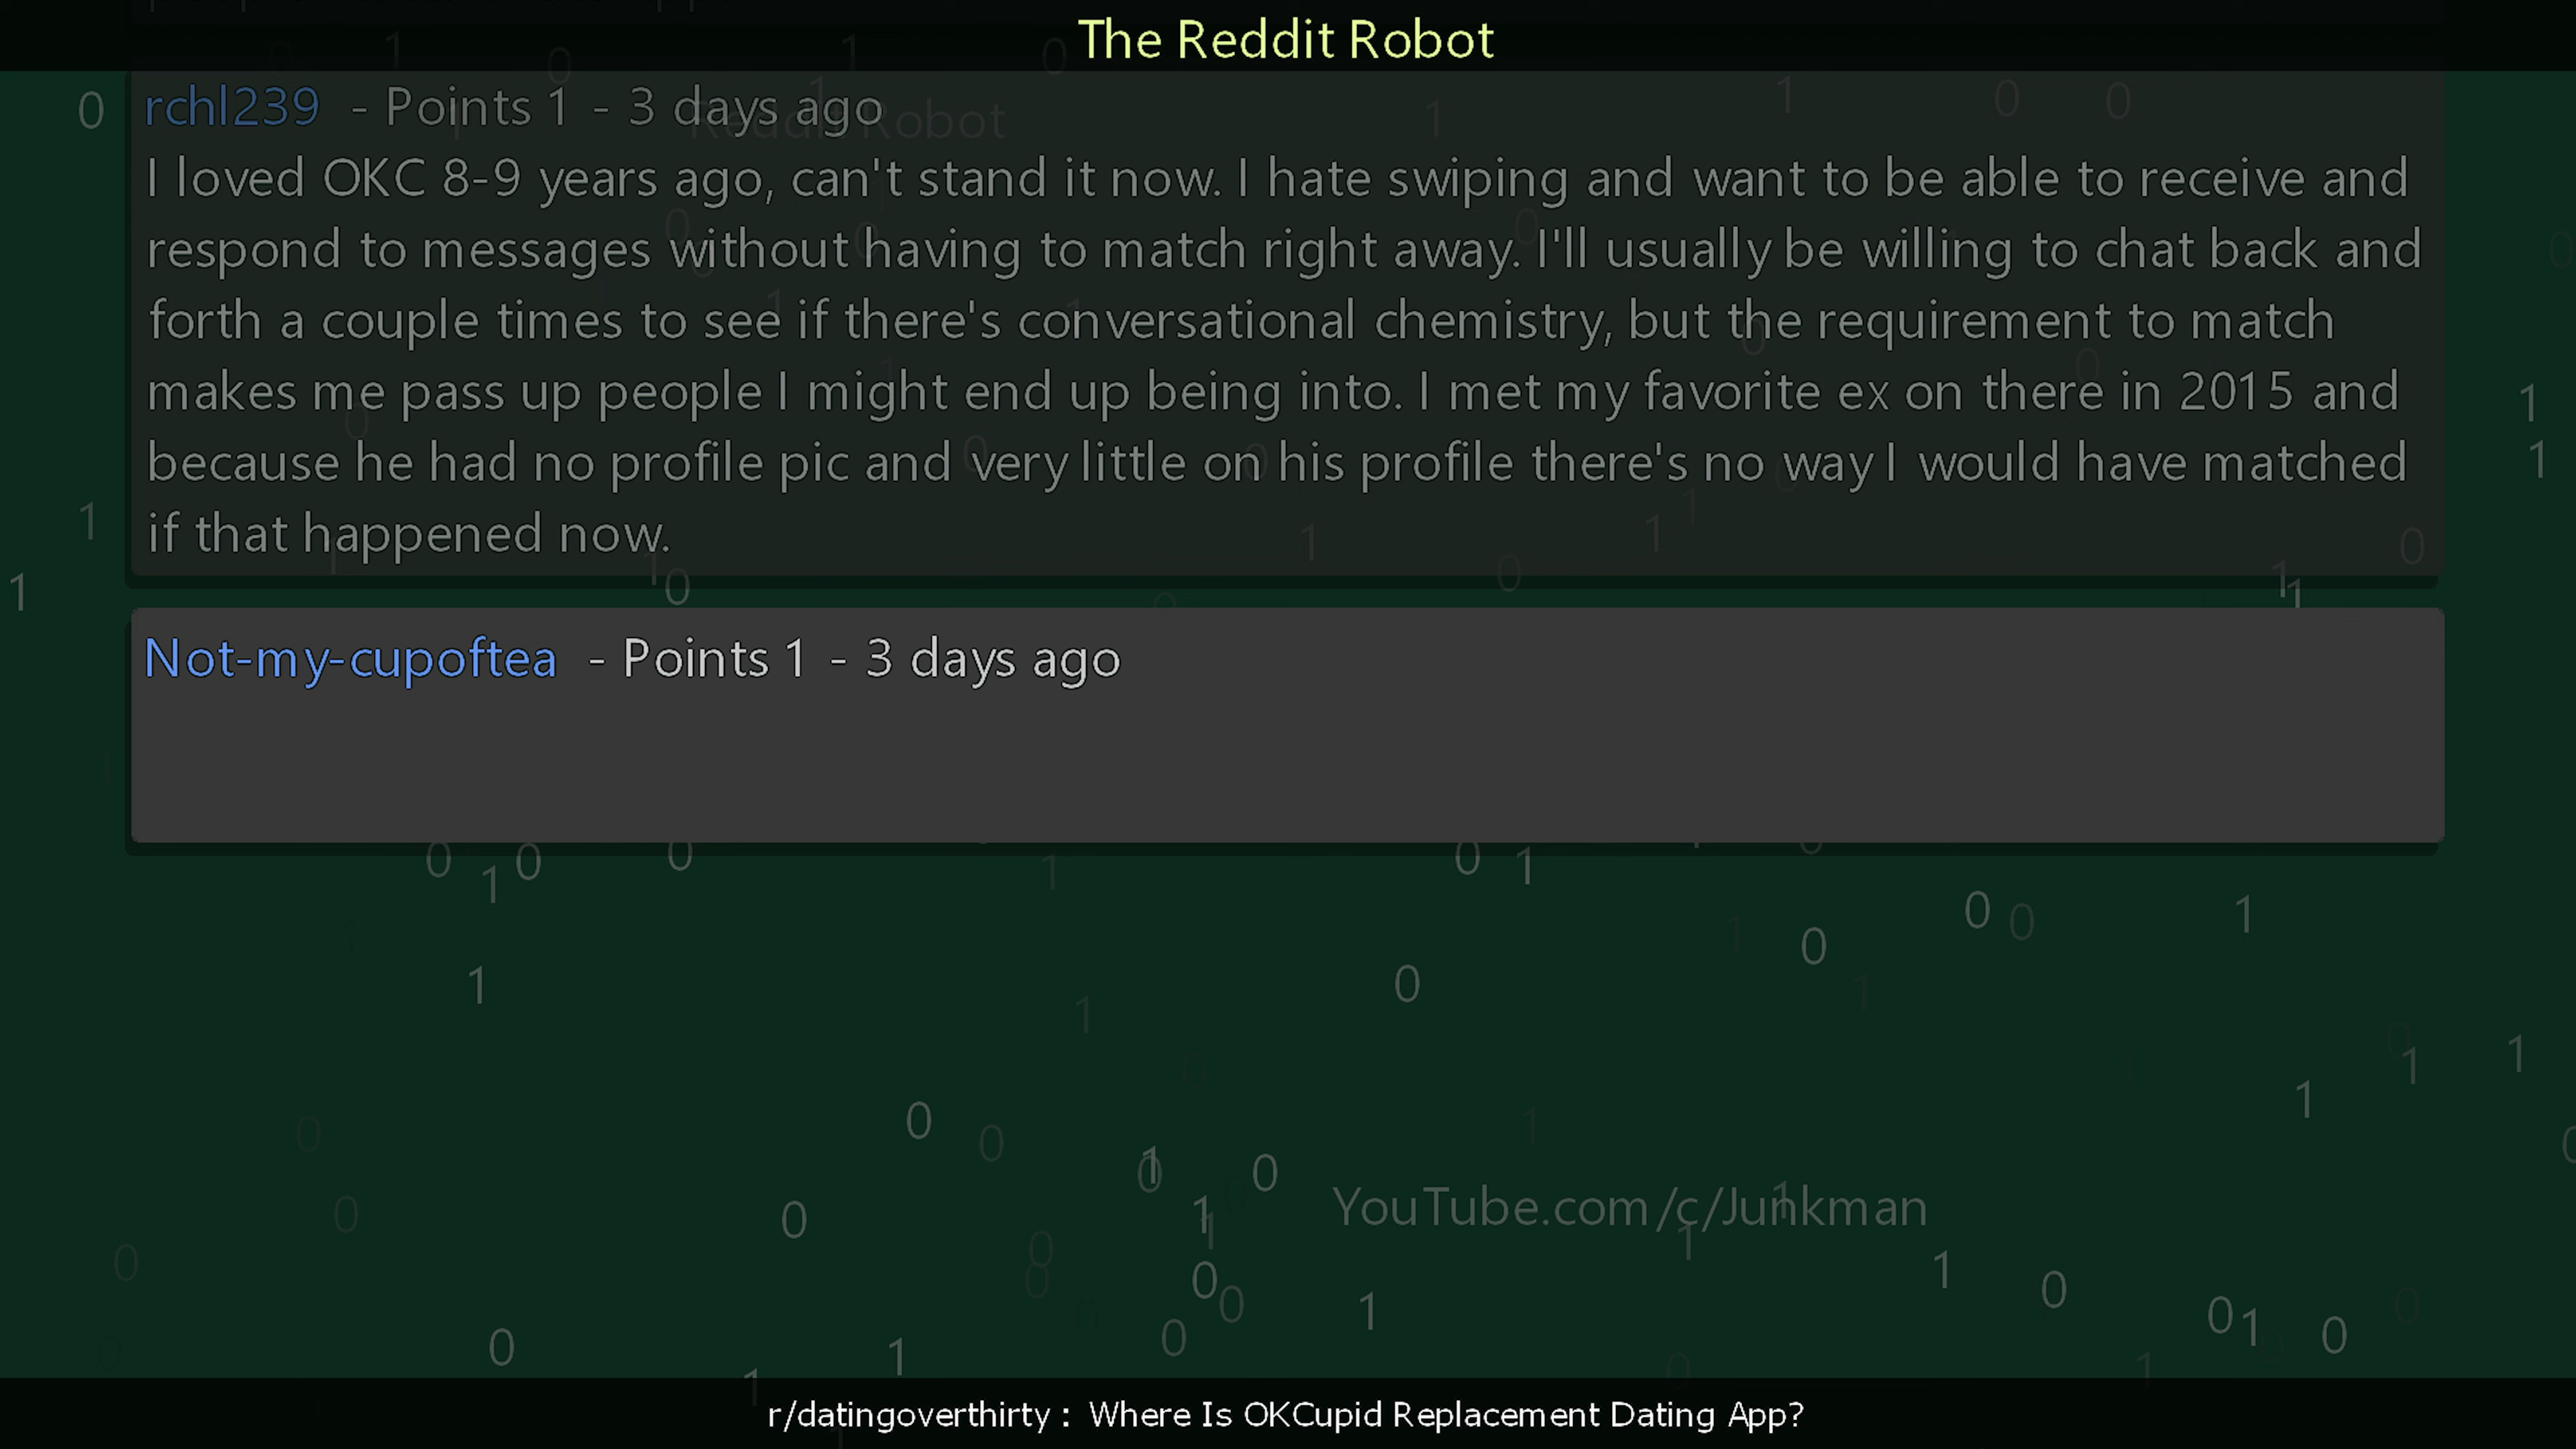 The Reddit Robot
rchl239 - Points 1 - 3 days ago
Reddit Robot
I loved OKC 8-9 years ago, can't stand it now. I hate swiping and want to be able to receive and
respond to messages without having to match right away. I'll usually be willing to chat back and
forth a couple times to see if there's conversational chemistry, but the requirement to match
makes me pass up people I might end up being into. I met my favorite ex on there in 2015 and
because he had no profile pic and very little on his profile there's no way I would have matched
if that happened now.
Not-my-cupoftea - Points 1 - 3 days ago
YouTube.com/c/Junkman
r/datingoverthirty : Where Is OKCupid Replacement Dating App?